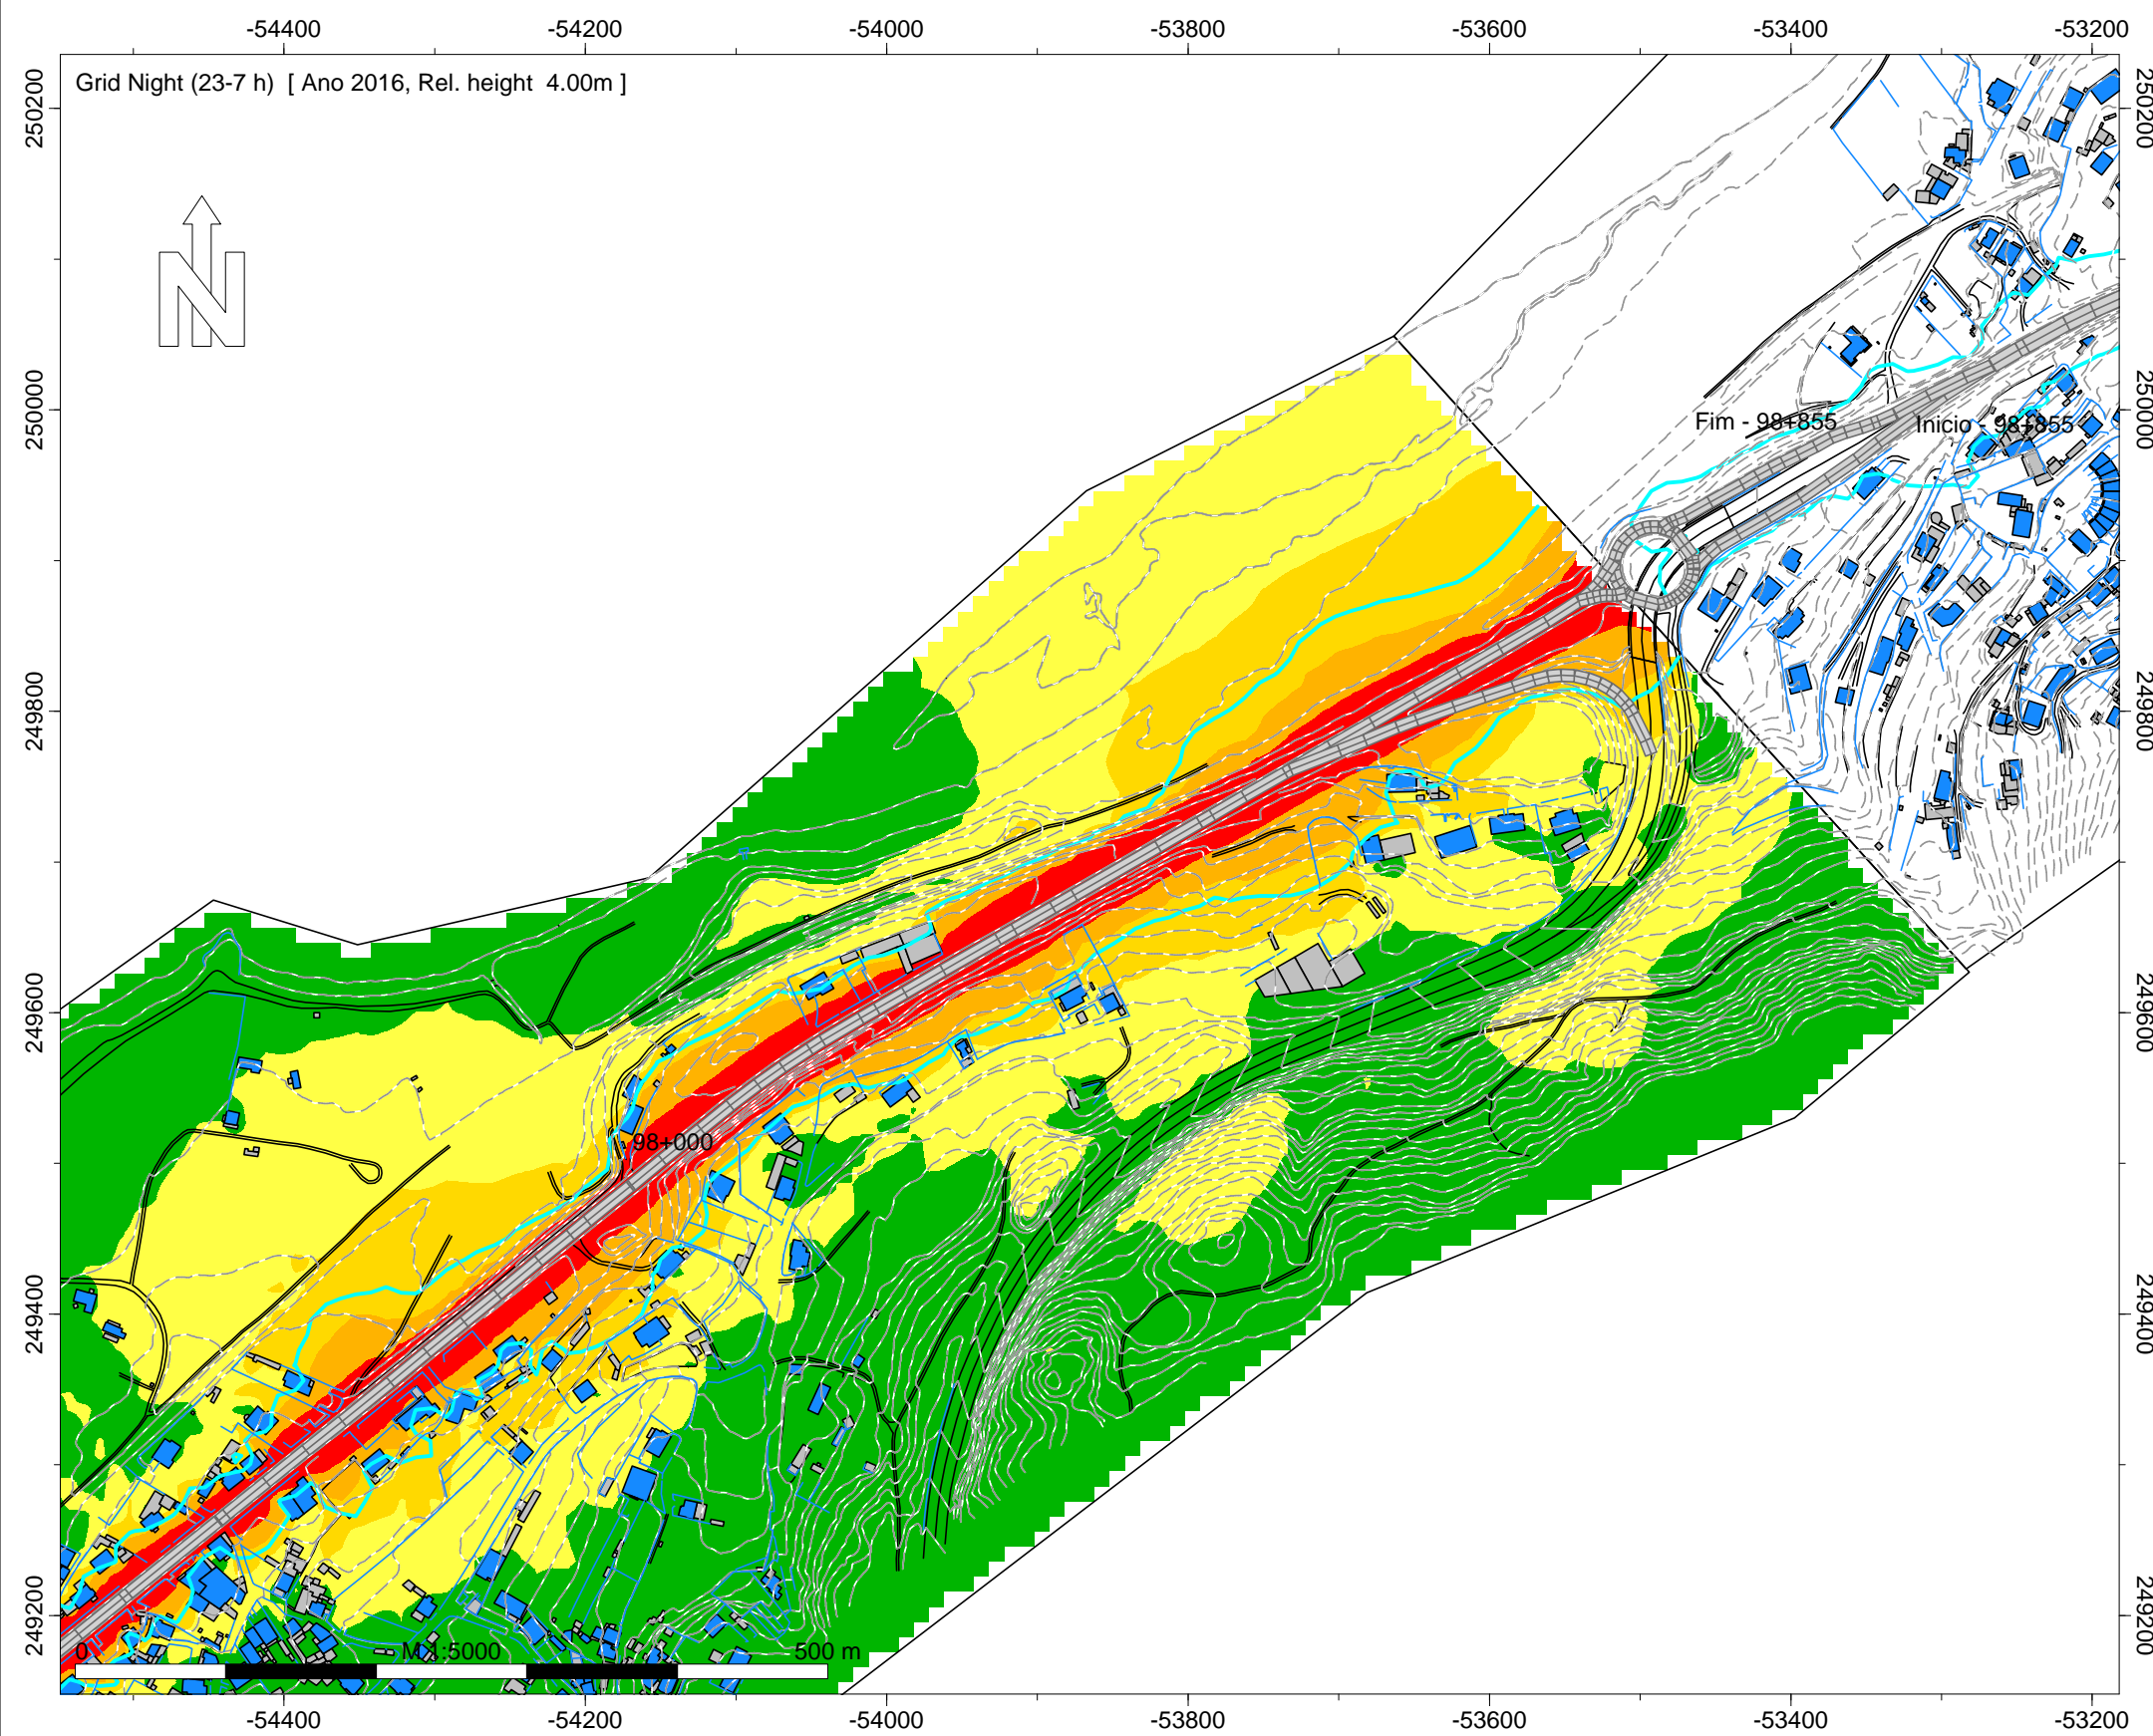 -54400 -54200 -54000 -53800 -53600 -53400 -53200
Grid Night (23-7 h) [ Ano 2016, Rel. height 4.00m ]
250200 250200
N
250000 250000
Fim - 98+855 Inicio - 98+855
249800 249800
249600 249600
98+000
249400 249400
249200 249200
0 M 1:5000 500 m
-54400 -54200 -54000 -53800 -53600 -53400 -53200